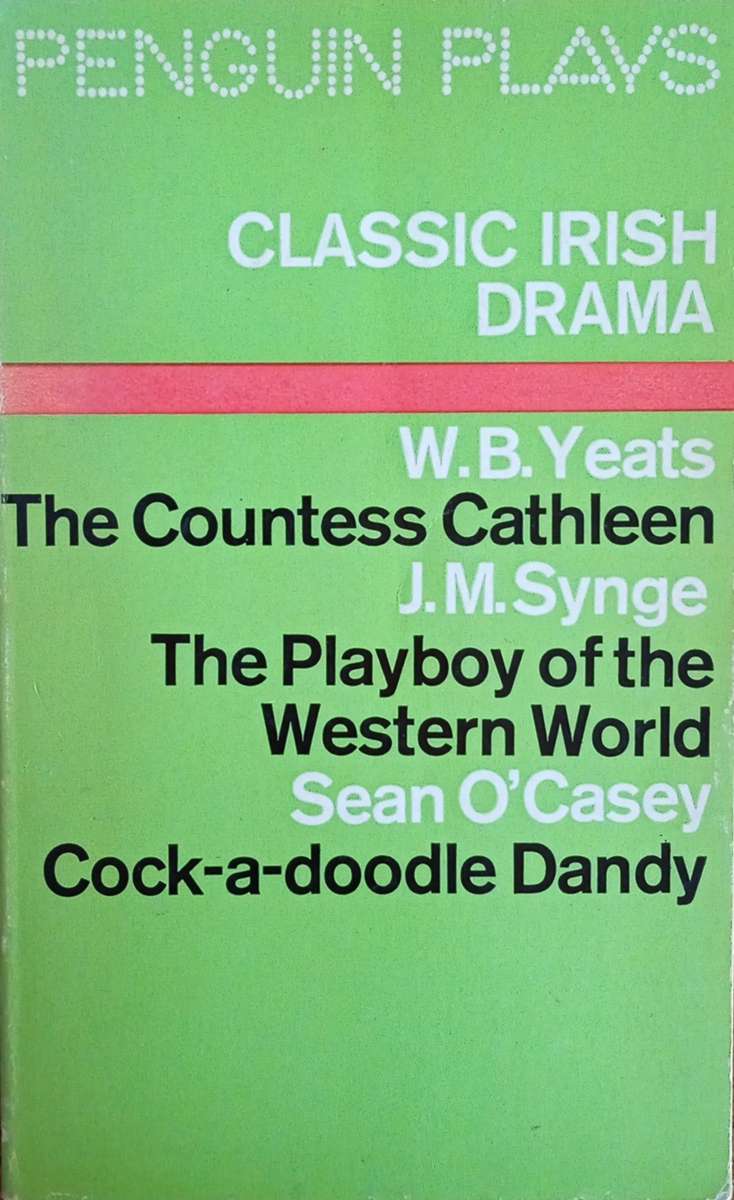 PENGUIN PLAYS
CLASSIC IRISH
DRAMA
W.B.Yeats
The Countess Cathleen
J.M.Synge
The Playboy of the
Western World
Sean O'Casey
Cock-a-doodle Dandy